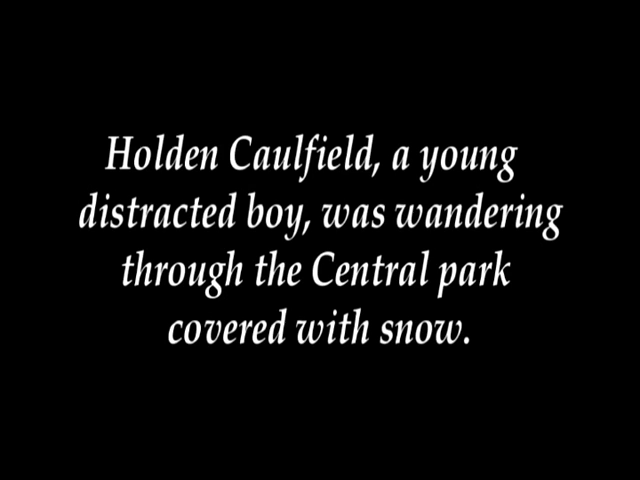 Holden Caulfield, a young
distracted boy, was wandering
through the Central park
covered with snow.